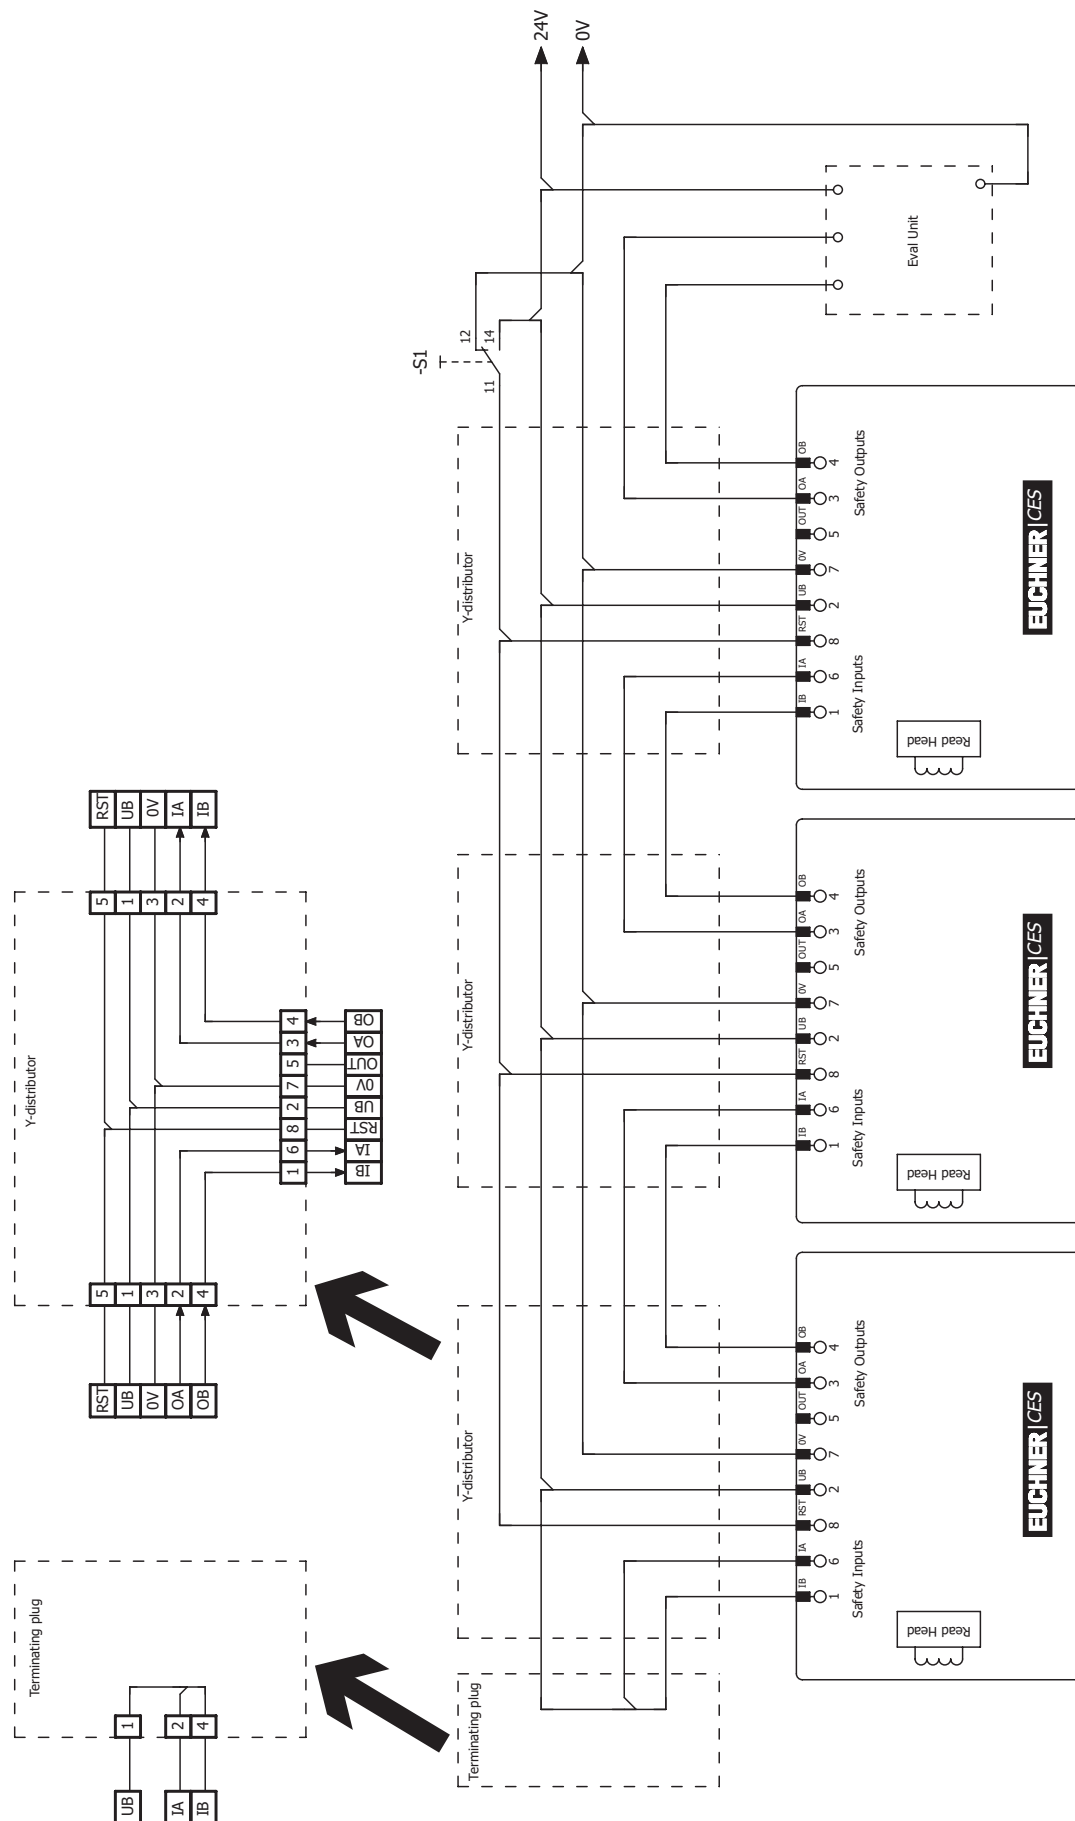 24V
0V
Eval Unit
-S1
12
14
11
Y-distributor
OB
4
OA
3
OUT
5
0V
7
UB
2
RST
8
IA
6
IB
1
Safety Outputs
Safety Inputs
Read Head
EUCHNER|CES
Y-distributor
OB
4
OA
3
OUT
5
0V
7
UB
2
RST
8
IA
6
IB
1
Safety Outputs
Safety Inputs
Read Head
EUCHNER|CES
Y-distributor
OB
4
OA
3
OUT
5
0V
7
UB
2
RST
8
IA
6
IB
1
Safety Outputs
Safety Inputs
Read Head
EUCHNER|CES
Terminating plug
RST
UB
0V
IA
IB
5
1
3
2
4
Y-distributor
4
3
5
7
2
8
6
1
OB
OA
OUT
0V
UB
RST
IA
IB
5
1
3
2
4
RST
UB
0V
OA
OB
Terminating plug
1
2
4
UB
IA
IB